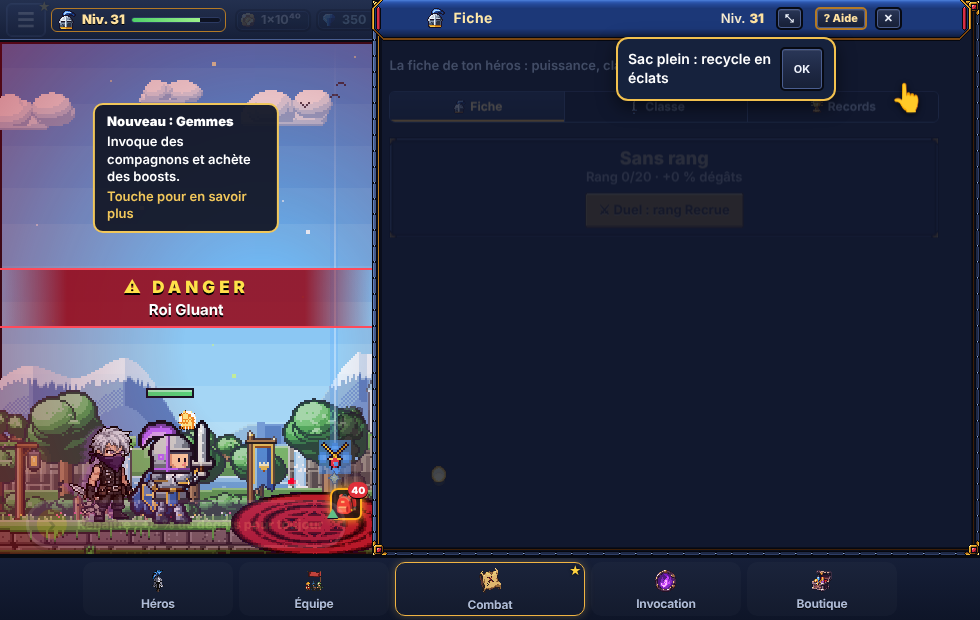 Niv. 31
1×10⁴⁰
350
Fiche
Niv. 31
? Aide
Sac plein : recycle en
éclats
OK
La fiche de ton héros : puissance, cl
Fiche
Classe
Records
Sans rang
Rang 0/20 · +0 % dégâts
Duel : rang Recrue
Nouveau : Gemmes
Invoque des
compagnons et achète
des boosts.
Touche pour en savoir
plus
DANGER
Roi Gluant
40
Héros
Équipe
Combat
Invocation
Boutique